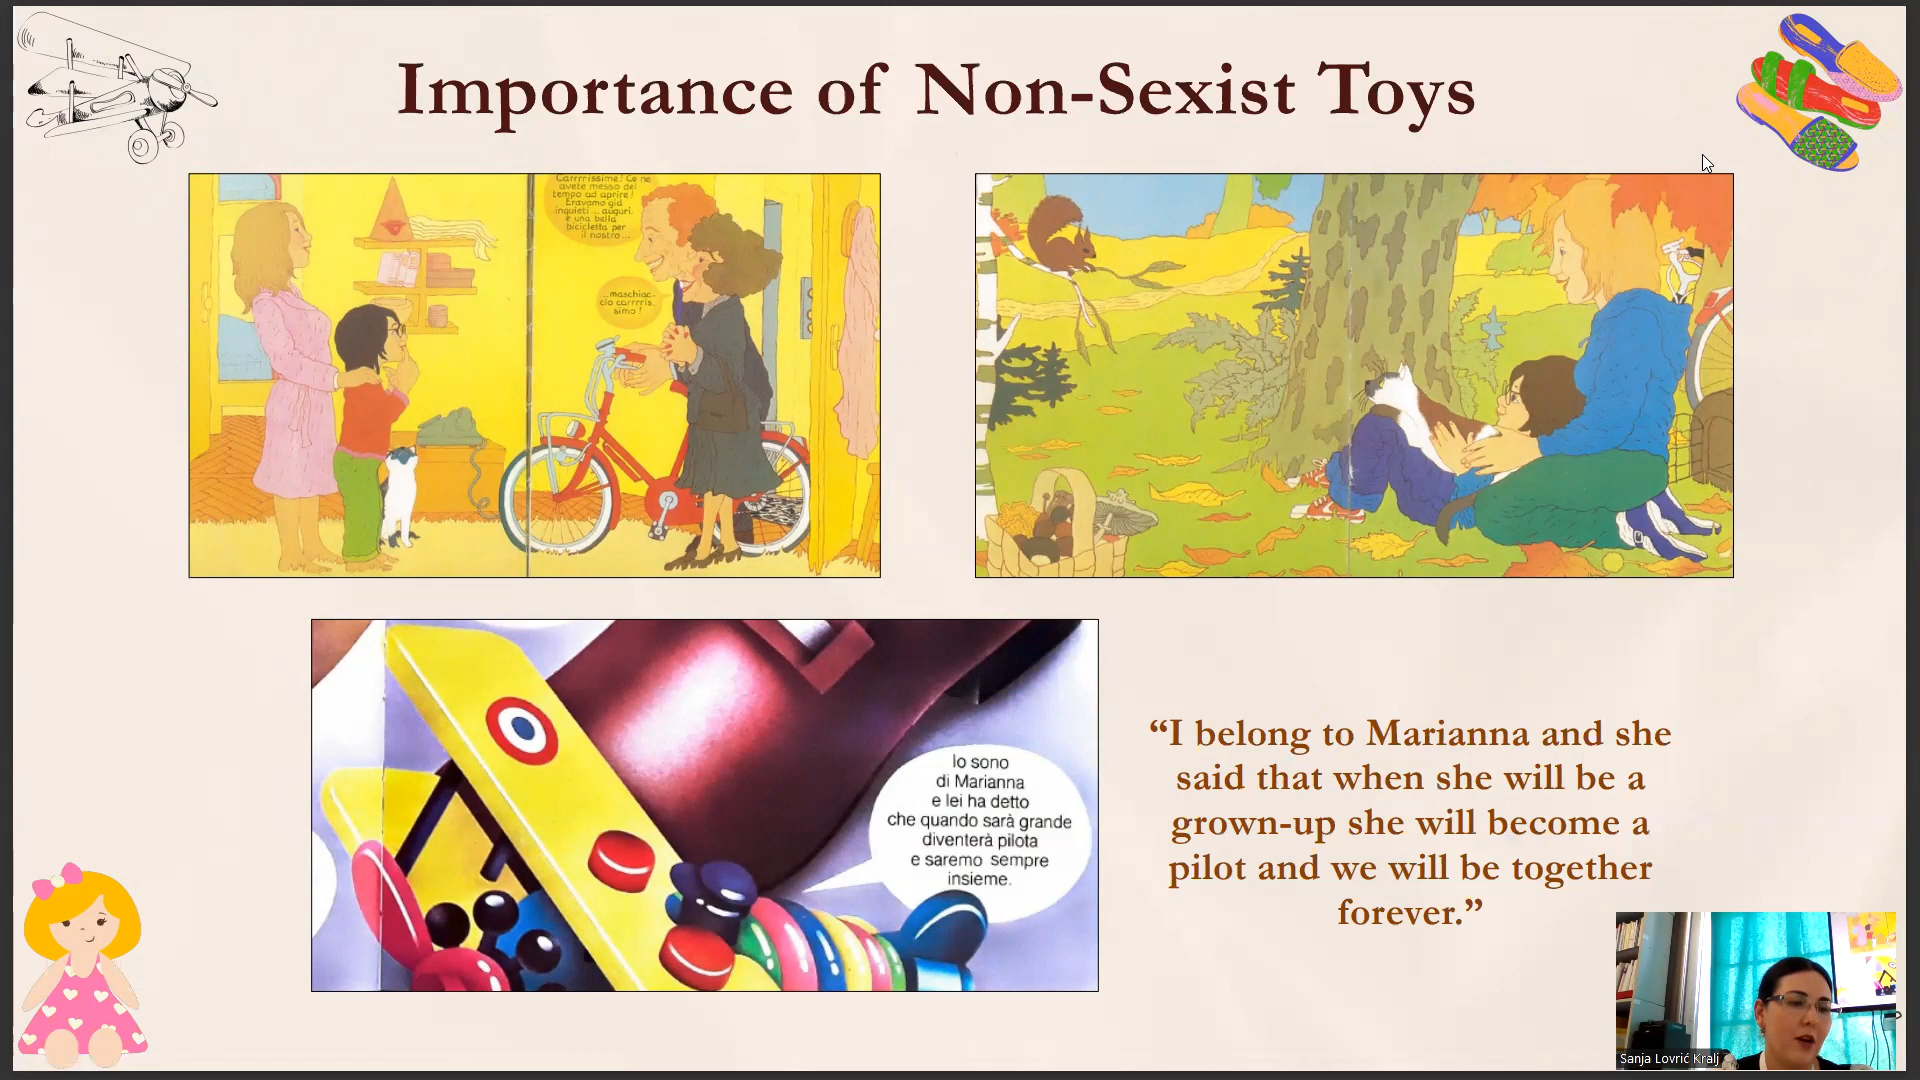 Importance of Non-Sexist Toys
Carrrrissime! Ce ne
avete messo del
tempo ad aprire!
Eravamo già
inquieti... auguri.
è una bella
bicicletta per
il nostro...
...maschiac-
cio carrrris.
simo!
Io sono
di Marianna
e lei ha detto
che quando sarà grande
diventerà pilota
e saremo sempre
insieme.
“I belong to Marianna and she
said that when she will be a
grown-up she will become a
pilot and we will be together
forever.”
Sanja Lovrić Kralj